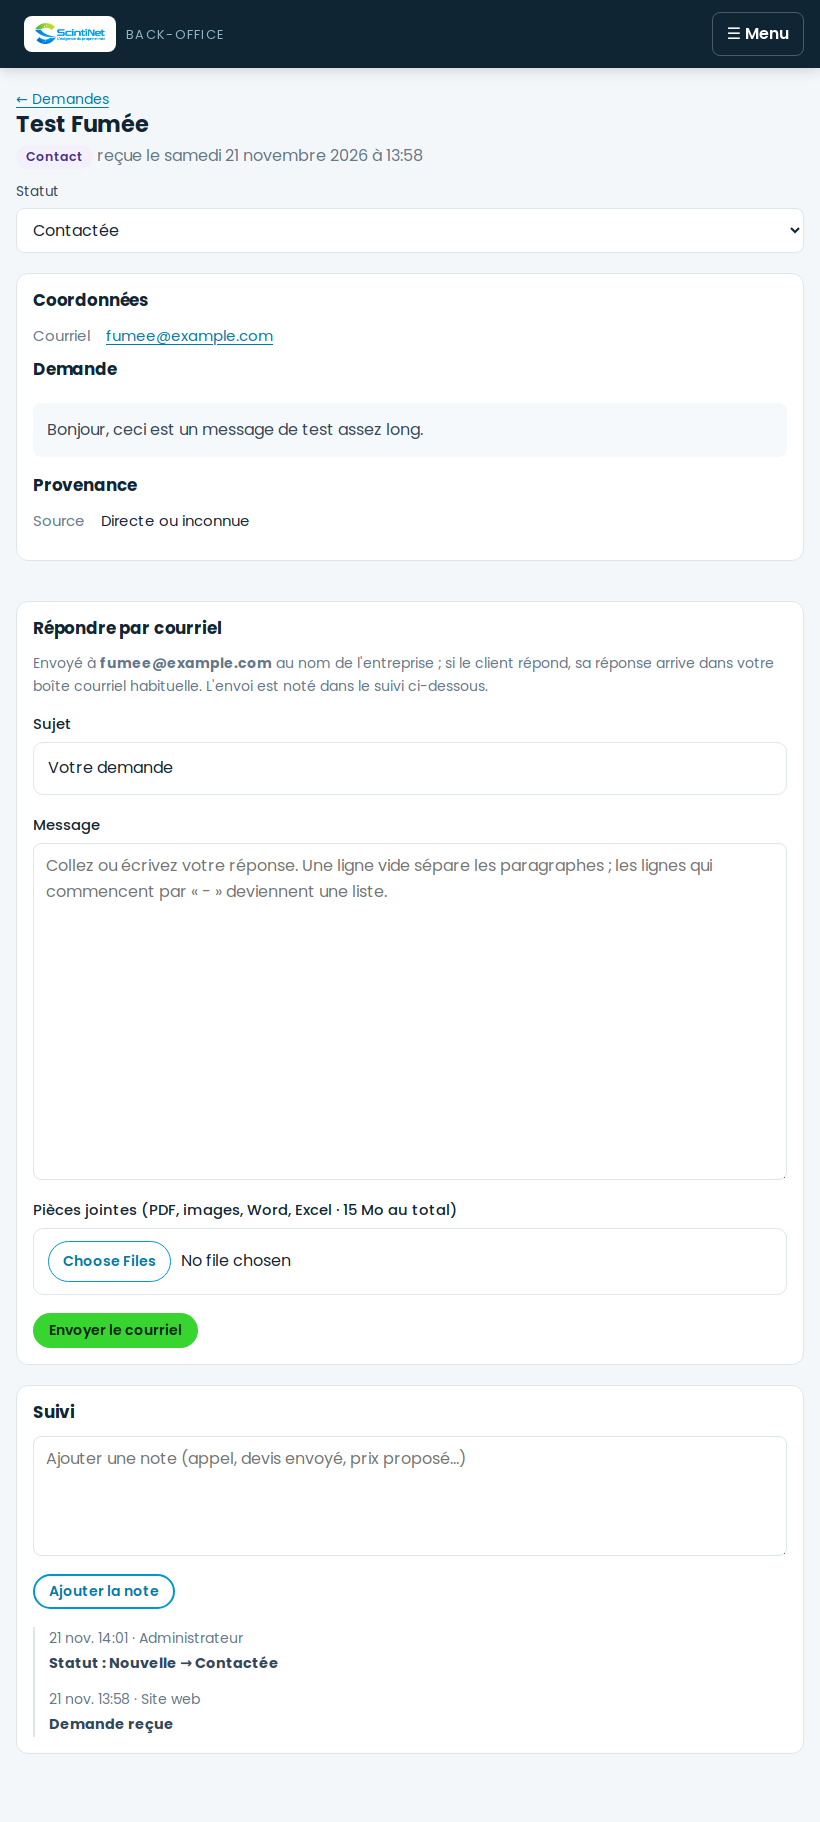 ScintiNet
BACK-OFFICE
☰ Menu
← Demandes
Test Fumée
Contact reçue le samedi 21 novembre 2026 à 13:58
Statut
Contactée
Coordonnées
Courriel fumee@example.com
Demande
Bonjour, ceci est un message de test assez long.
Provenance
Source Directe ou inconnue
Répondre par courriel
Envoyé à fumee@example.com au nom de l'entreprise ; si le client répond, sa réponse arrive dans votre
boîte courriel habituelle. L'envoi est noté dans le suivi ci-dessous.
Sujet
Votre demande
Message
Collez ou écrivez votre réponse. Une ligne vide sépare les paragraphes ; les lignes qui
commencent par « - » deviennent une liste.
Pièces jointes (PDF, images, Word, Excel · 15 Mo au total)
Choose Files No file chosen
Envoyer le courriel
Suivi
Ajouter une note (appel, devis envoyé, prix proposé…)
Ajouter la note
21 nov. 14:01 · Administrateur
Statut : Nouvelle → Contactée
21 nov. 13:58 · Site web
Demande reçue